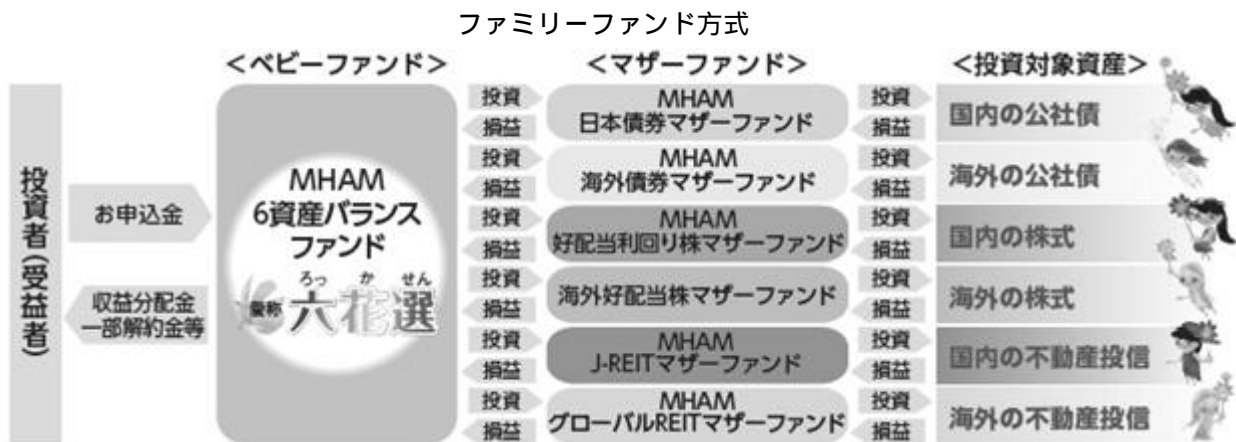 ファミリーファンド方式
＜ベビーファンド＞
＜マザーファンド＞
＜投資対象資産＞
投資者（受益者）
お申込金
収益分配金
一部解約金等
MHAM
6資産バランス
ファンド
ろっ か せん
愛称 六花選
投資
損益
MHAM
日本債券マザーファンド
投資
損益
国内の公社債
投資
損益
MHAM
海外債券マザーファンド
投資
損益
海外の公社債
投資
損益
MHAM
好配当利回り株マザーファンド
投資
損益
国内の株式
投資
損益
海外好配当株マザーファンド
投資
損益
海外の株式
投資
損益
MHAM
J-REITマザーファンド
投資
損益
国内の不動産投信
投資
損益
MHAM
グローバルREITマザーファンド
投資
損益
海外の不動産投信